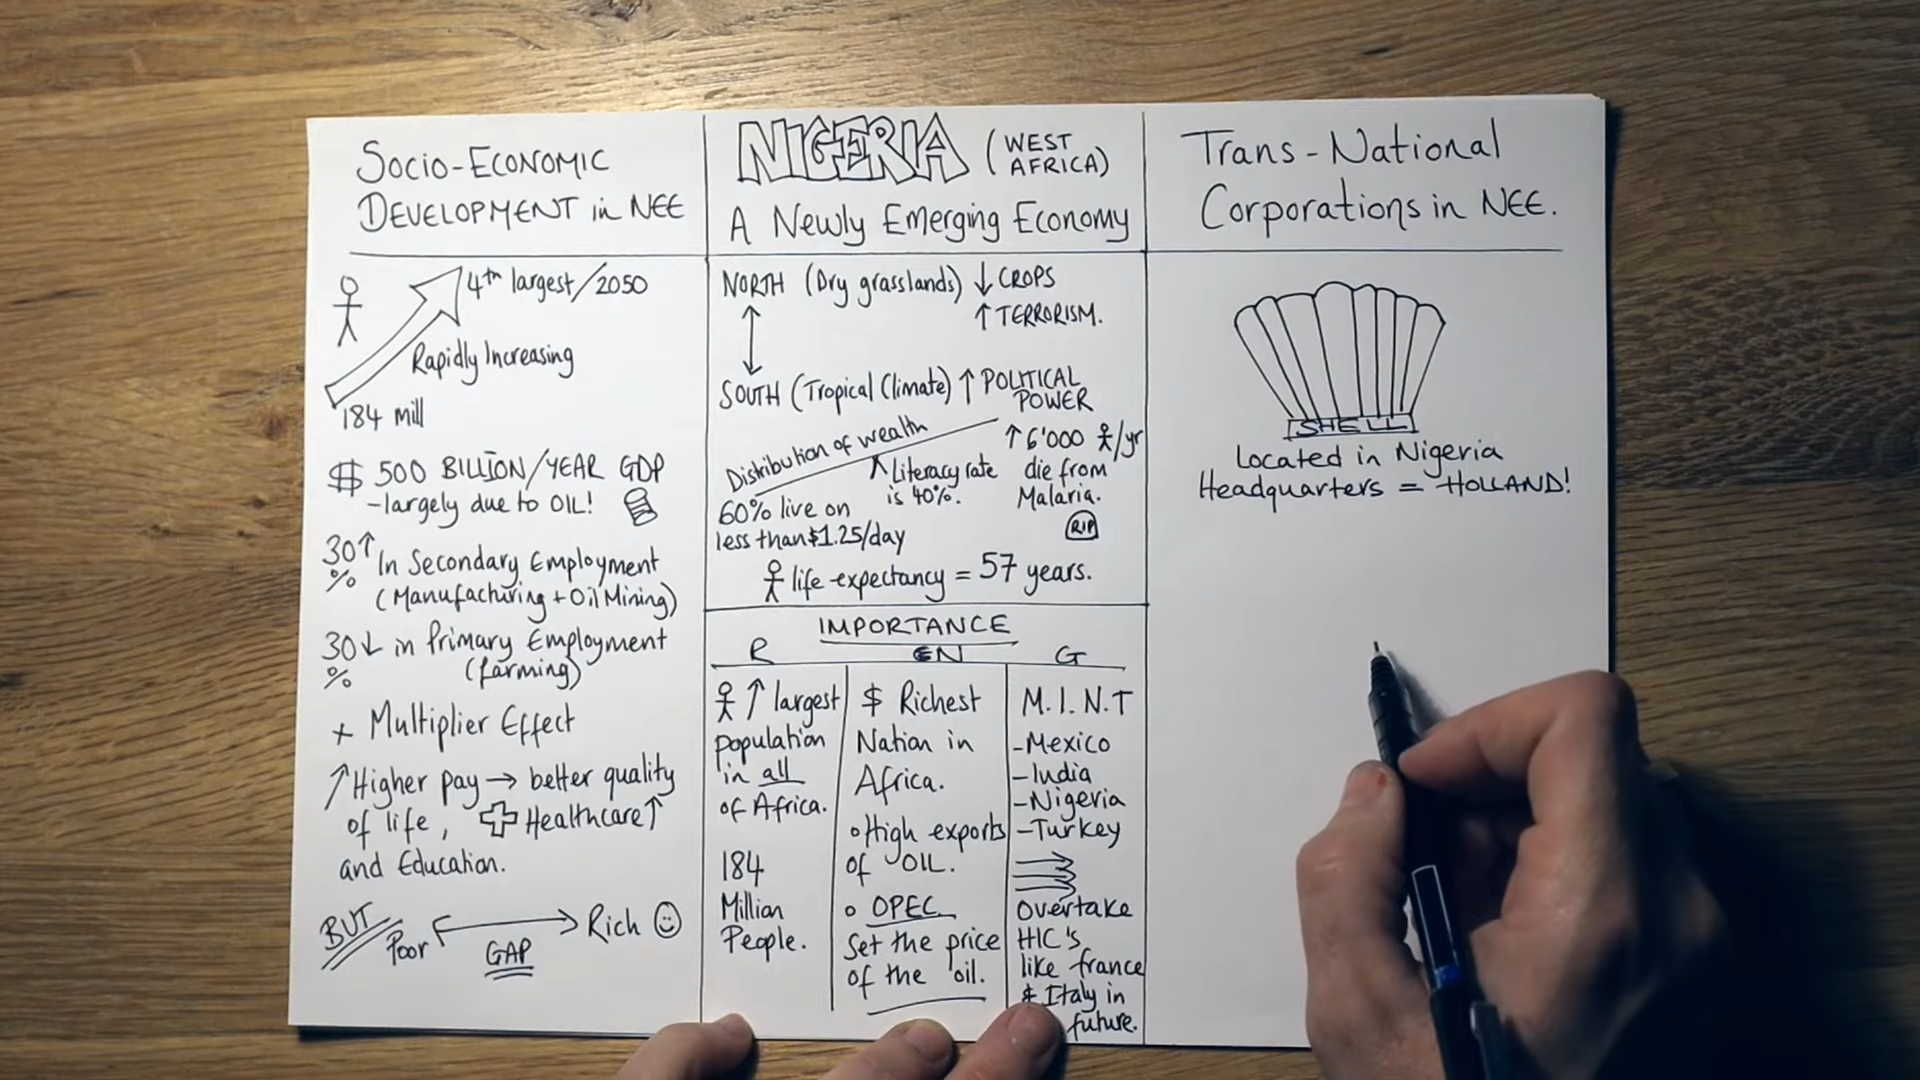 Socio-Economic
Development in NEE
4th largest/2050
Rapidly Increasing
184 mill
$ 500 BILLION/YEAR GDP
-largely due to OIL!
30↑ In Secondary Employment
% (Manufacturing + Oil Mining)
30↓ in Primary Employment
% (farming)
+ Multiplier Effect
↑Higher pay → better quality
of life, Healthcare↑
and Education.
BUT
Poor Rich
GAP
NIGERIA (WEST
AFRICA)
A Newly Emerging Economy
NORTH (Dry grasslands) ↓ CROPS
↑ TERRORISM.
SOUTH (Tropical Climate) ↑ POLITICAL
POWER
Distribution of wealth
↑ 6'000 /yr
die from
Malaria.
RIP
Literacy rate
is 40%.
60% live on
less than $1.25/day
life expectancy = 57 years.
IMPORTANCE
R
↑ largest
population
in all
of Africa.
184
Million
People.
EN
$ Richest
Nation in
Africa.
• High exports
of OIL.
• OPEC
Set the price
of the oil.
G
M.I.N.T
-Mexico
-India
-Nigeria
-Turkey
overtake
HIC's
like france
& Italy in
future.
Trans-National
Corporations in NEE.
SHELL
Located in Nigeria
Headquarters = HOLLAND!